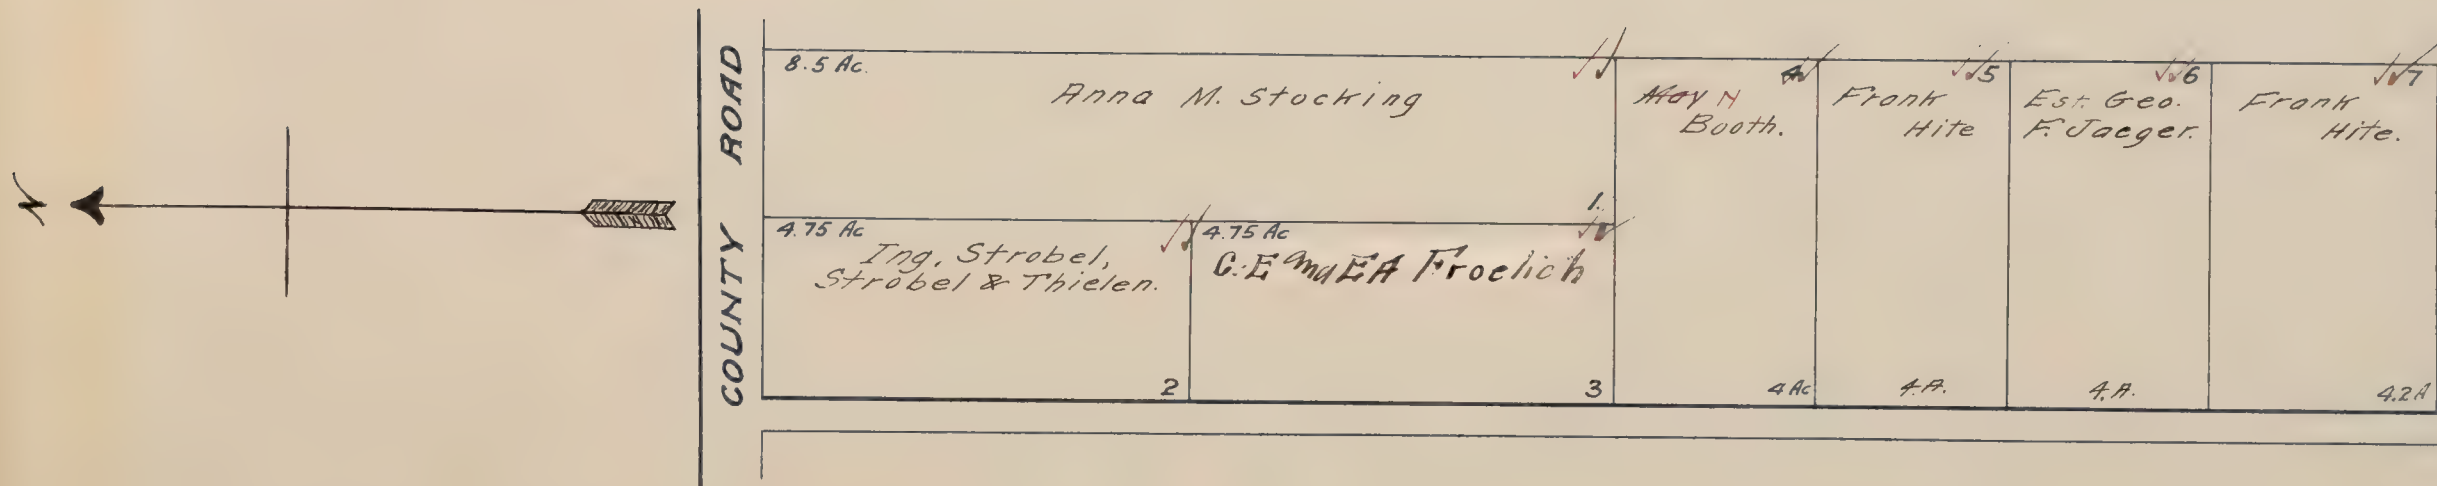 N
COUNTY ROAD
8.5 Ac.
Anna M. Stocking
1.
4.75 Ac
Ing, Strobel,
Strobel & Thielen.
2
4.75 Ac
C.E and EA Froelich
3
4
May N
Booth.
4 Ac
5
Frank
Hite
4.A.
6
Est. Geo.
F. Jaeger.
4.A.
7
Frank
Hite.
4.2A